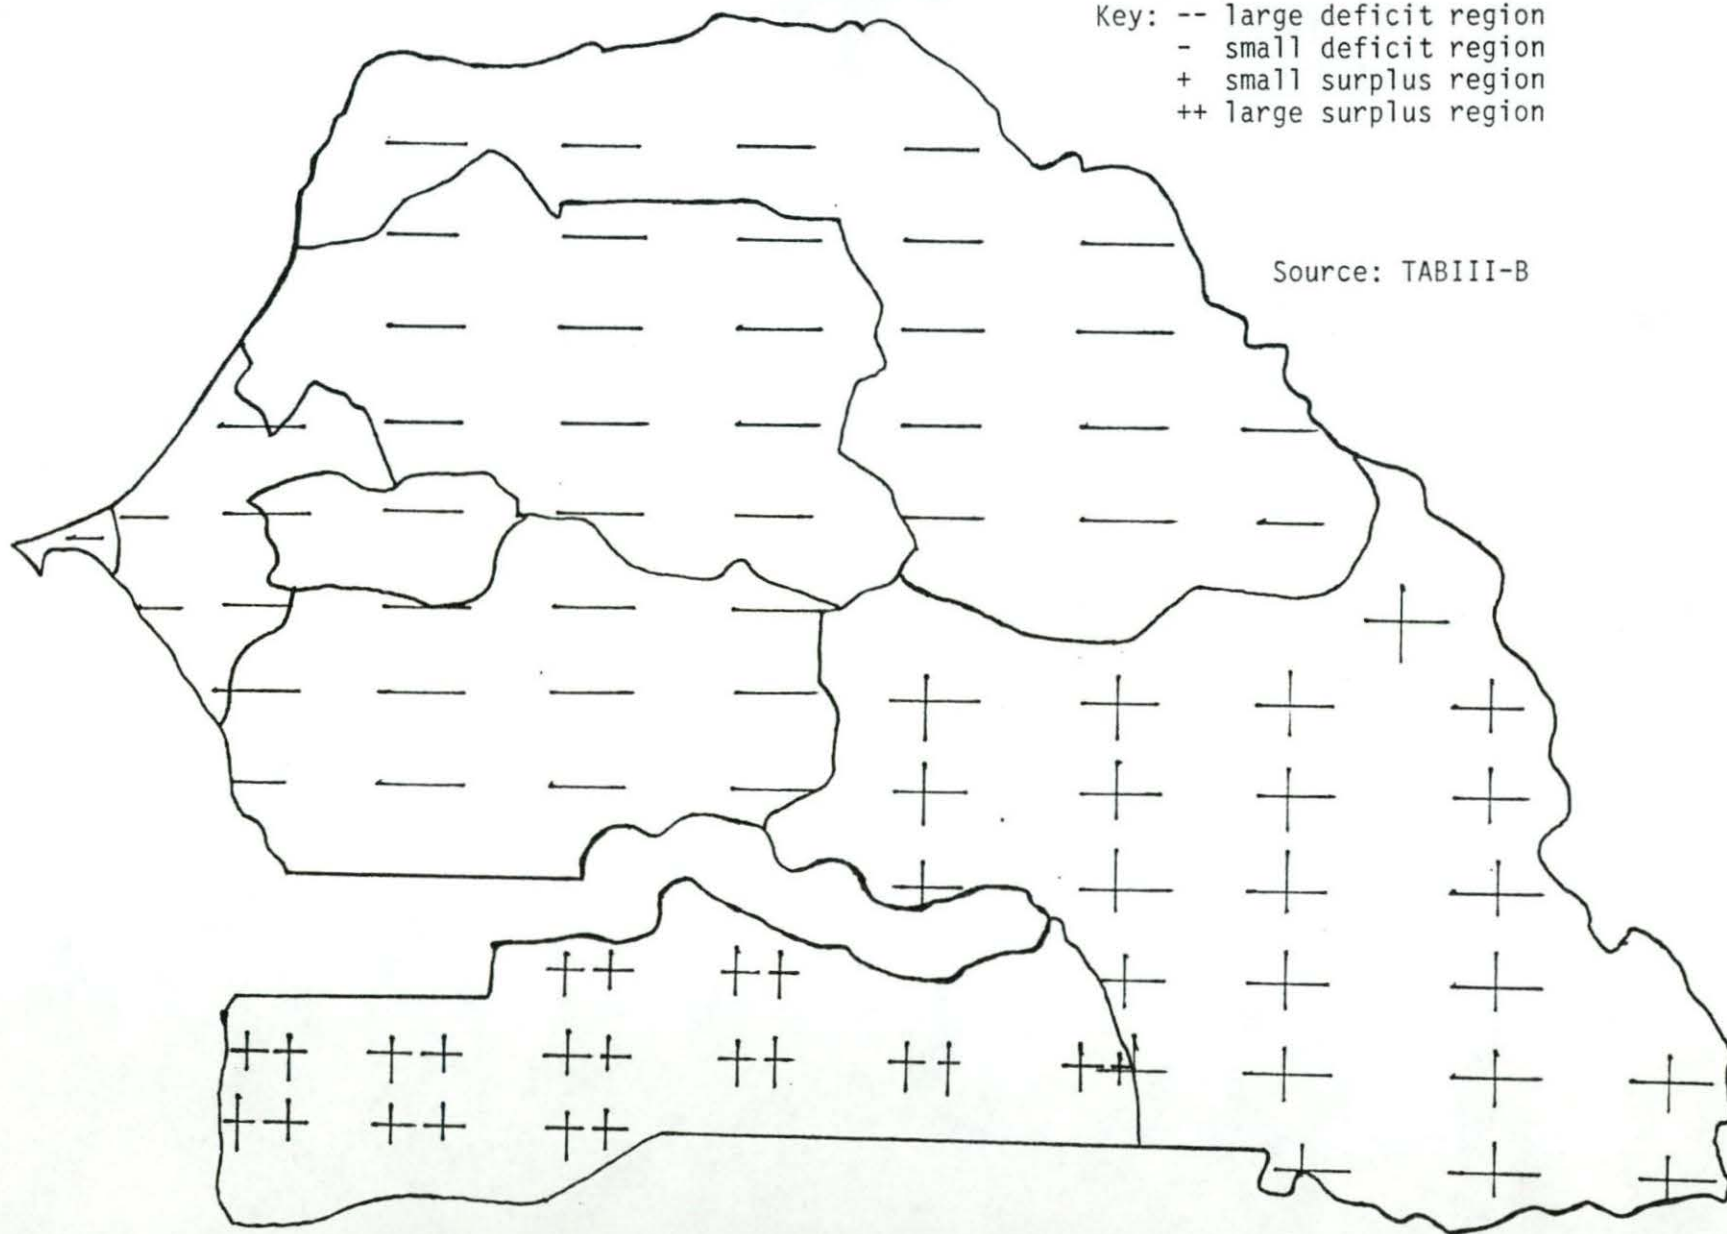 Key: -- large deficit region
- small deficit region
+ small surplus region
++ large surplus region
Source: TABIII-B